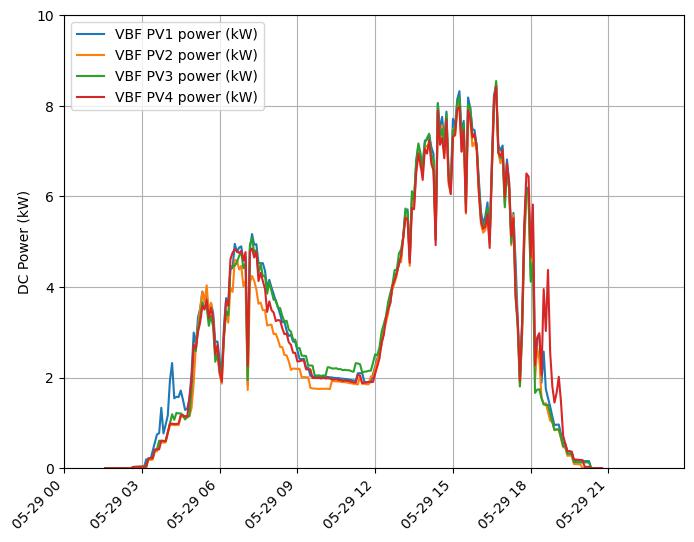 VBF PV1 power (kW)
VBF PV2 power (kW)
VBF PV3 power (kW)
VBF PV4 power (kW)
DC Power (kW)
10
8
6
4
2
0
05-29 00
05-29 03
05-29 06
05-29 09
05-29 12
05-29 15
05-29 18
05-29 21